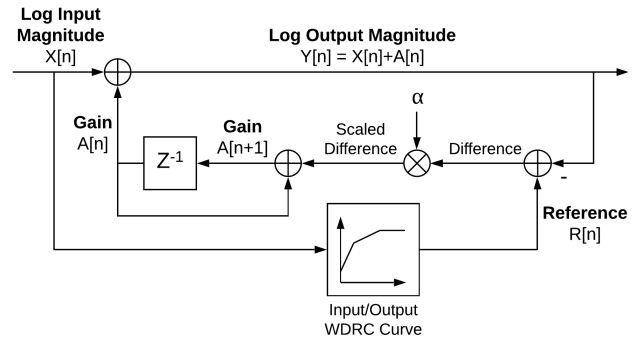 Log Input
Magnitude
X[n]
Log Output Magnitude
Y[n] = X[n]+A[n]
Gain
A[n]
Z-1
Gain
A[n+1]
Scaled
Difference
α
Difference
-
Reference
R[n]
Input/Output
WDRC Curve